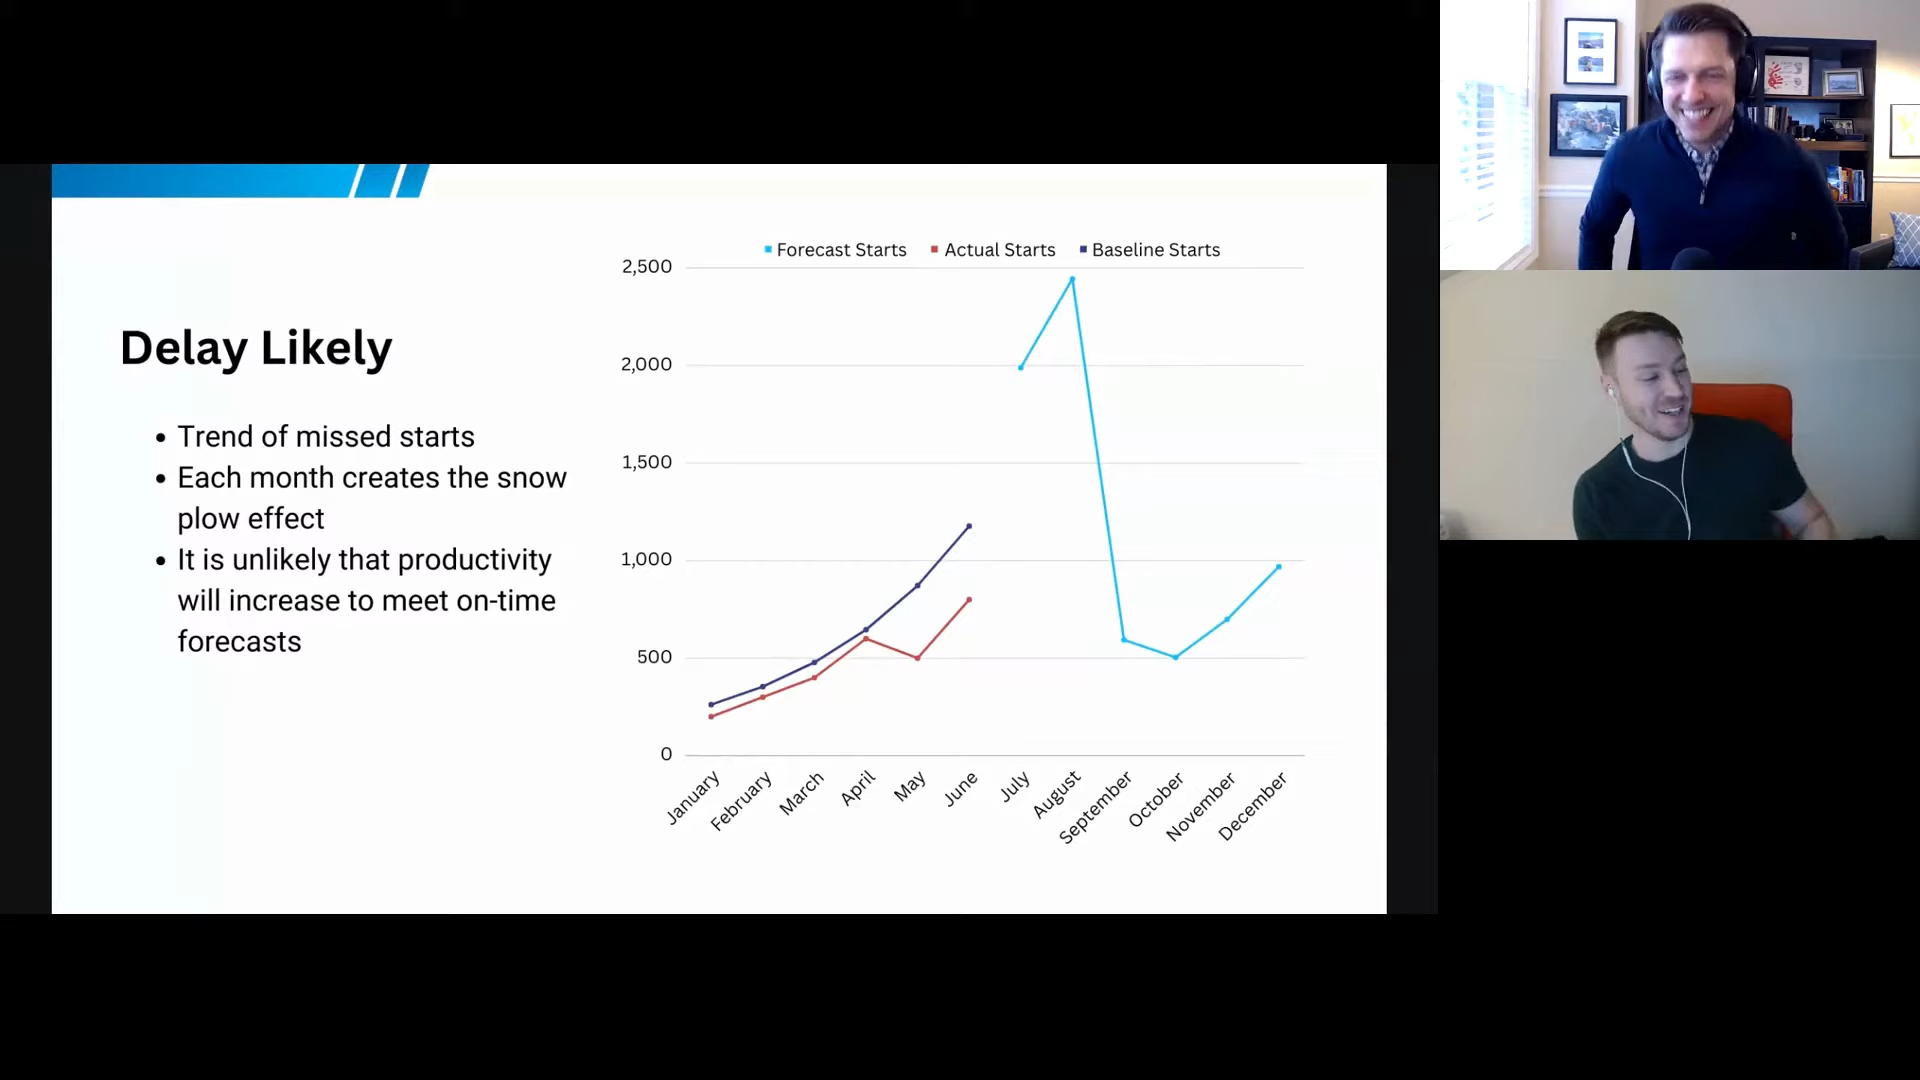 Delay Likely
• Trend of missed starts
• Each month creates the snow
plow effect
• It is unlikely that productivity
will increase to meet on-time
forecasts
Forecast Starts Actual Starts Baseline Starts
2,500
2,000
1,500
1,000
500
0
January February March April May June July August September October November December